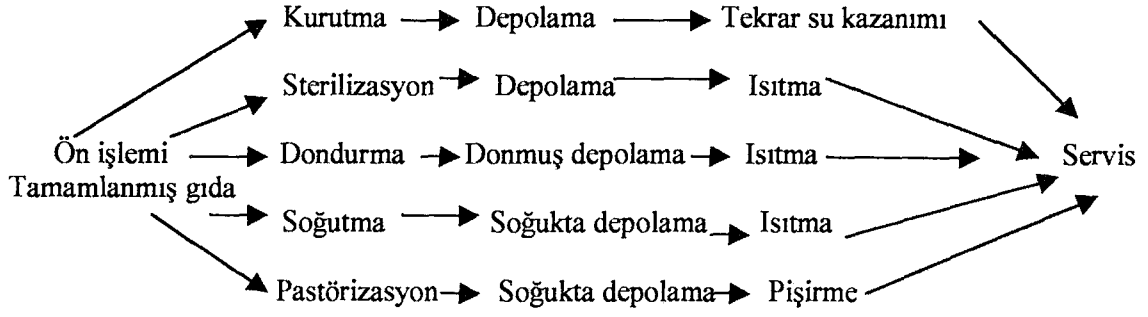 Kurutma Depolama Tekrar su kazanımı
Sterilizasyon Depolama Isıtma
Ön işlemi Dondurma Donmuş depolama Isıtma Servis
Tamamlanmış gıda
Soğutma Soğukta depolama Isıtma
Pastörizasyon Soğukta depolama Pişirme